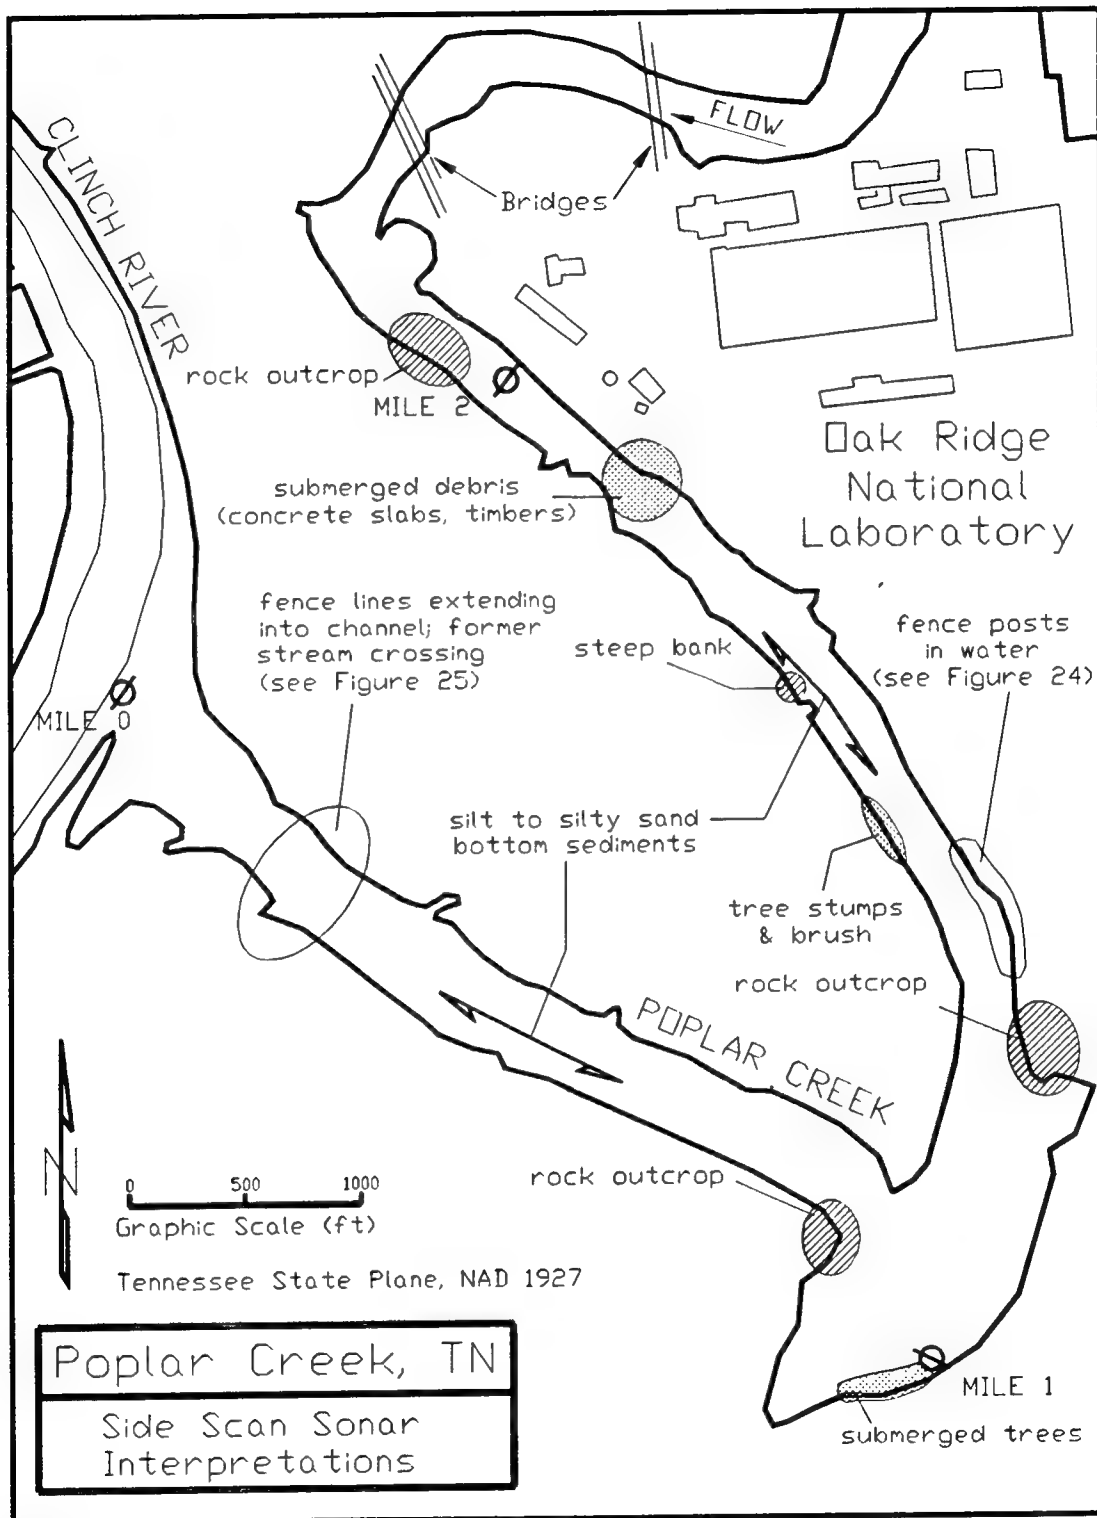 FLOW
CLINCH RIVER
Bridges
rock outcrop
MILE 2
Oak Ridge
National
Laboratory
submerged debris
(concrete slabs, timbers)
fence lines extending
into channel; former
stream crossing
(see Figure 25)
steep bank
fence posts
in water
(see Figure 24)
MILE 0
silt to silty sand
bottom sediments
tree stumps
& brush
rock outcrop
POPLAR CREEK
N
rock outcrop
0 500 1000
Graphic Scale (ft)
Tennessee State Plane, NAD 1927
Poplar Creek, TN
Side Scan Sonar
Interpretations
MILE 1
submerged trees